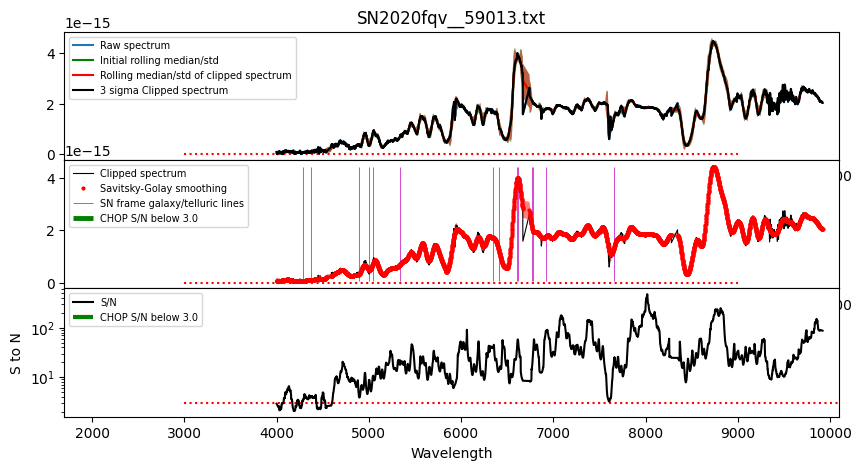 SN2020fqv__59013.txt
1e−15
4
2
0
Raw spectrum
Initial rolling median/std
Rolling median/std of clipped spectrum
3 sigma Clipped spectrum
1e−15
4
2
0
Clipped spectrum
Savitsky-Golay smoothing
SN frame galaxy/telluric lines
CHOP S/N below 3.0
S to N
10²
10¹
S/N
CHOP S/N below 3.0
2000 3000 4000 5000 6000 7000 8000 9000 10000
Wavelength